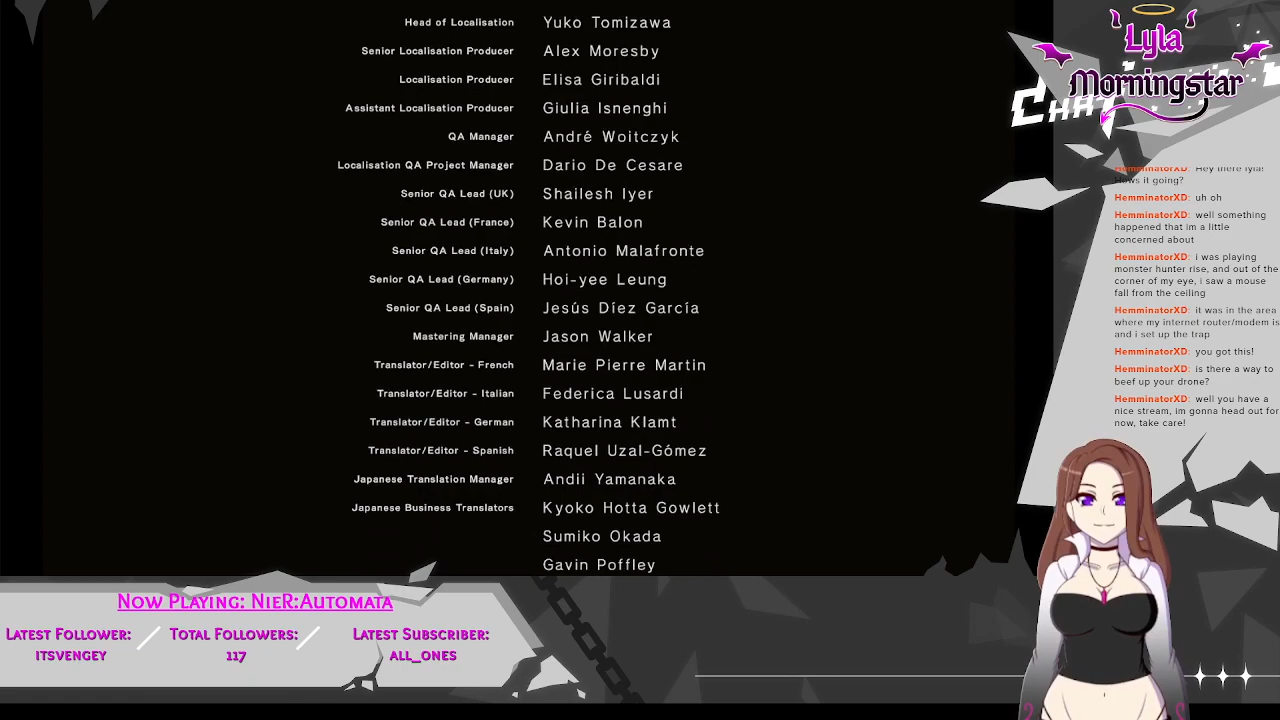 Head of Localisation Yuko Tomizawa
Senior Localisation Producer Alex Moresby
Localisation Producer Elisa Giribaldi
Assistant Localisation Producer Giulia Isnenghi
QA Manager André Woitczyk
Localisation QA Project Manager Dario De Cesare
Senior QA Lead (UK) Shailesh Iyer
Senior QA Lead (France) Kevin Balon
Senior QA Lead (Italy) Antonio Malafronte
Senior QA Lead (Germany) Hoi-yee Leung
Senior QA Lead (Spain) Jesús Díez García
Mastering Manager Jason Walker
Translator/Editor - French Marie Pierre Martin
Translator/Editor - Italian Federica Lusardi
Translator/Editor - German Katharina Klamt
Translator/Editor - Spanish Raquel Uzal-Gómez
Japanese Translation Manager Andii Yamanaka
Japanese Business Translators Kyoko Hotta Gowlett
Sumiko Okada
Gavin Poffley
Lyla
Morningstar
Chat
HemminatorXD: Hey there lyla!
Hows it going?
HemminatorXD: uh oh
HemminatorXD: well something
happened that im a little
concerned about
HemminatorXD: i was playing
monster hunter rise, and out of the
corner of my eye, i saw a mouse
fall from the ceiling
HemminatorXD: it was in the area
where my internet router/modem is
and i set up the trap
HemminatorXD: you got this!
HemminatorXD: is there a way to
beef up your drone?
HemminatorXD: well you have a
nice stream, im gonna head out for
now, take care!
Now Playing: NieR:Automata
Latest Follower:
itsvengey
Total Followers:
117
Latest Subscriber:
all_ones